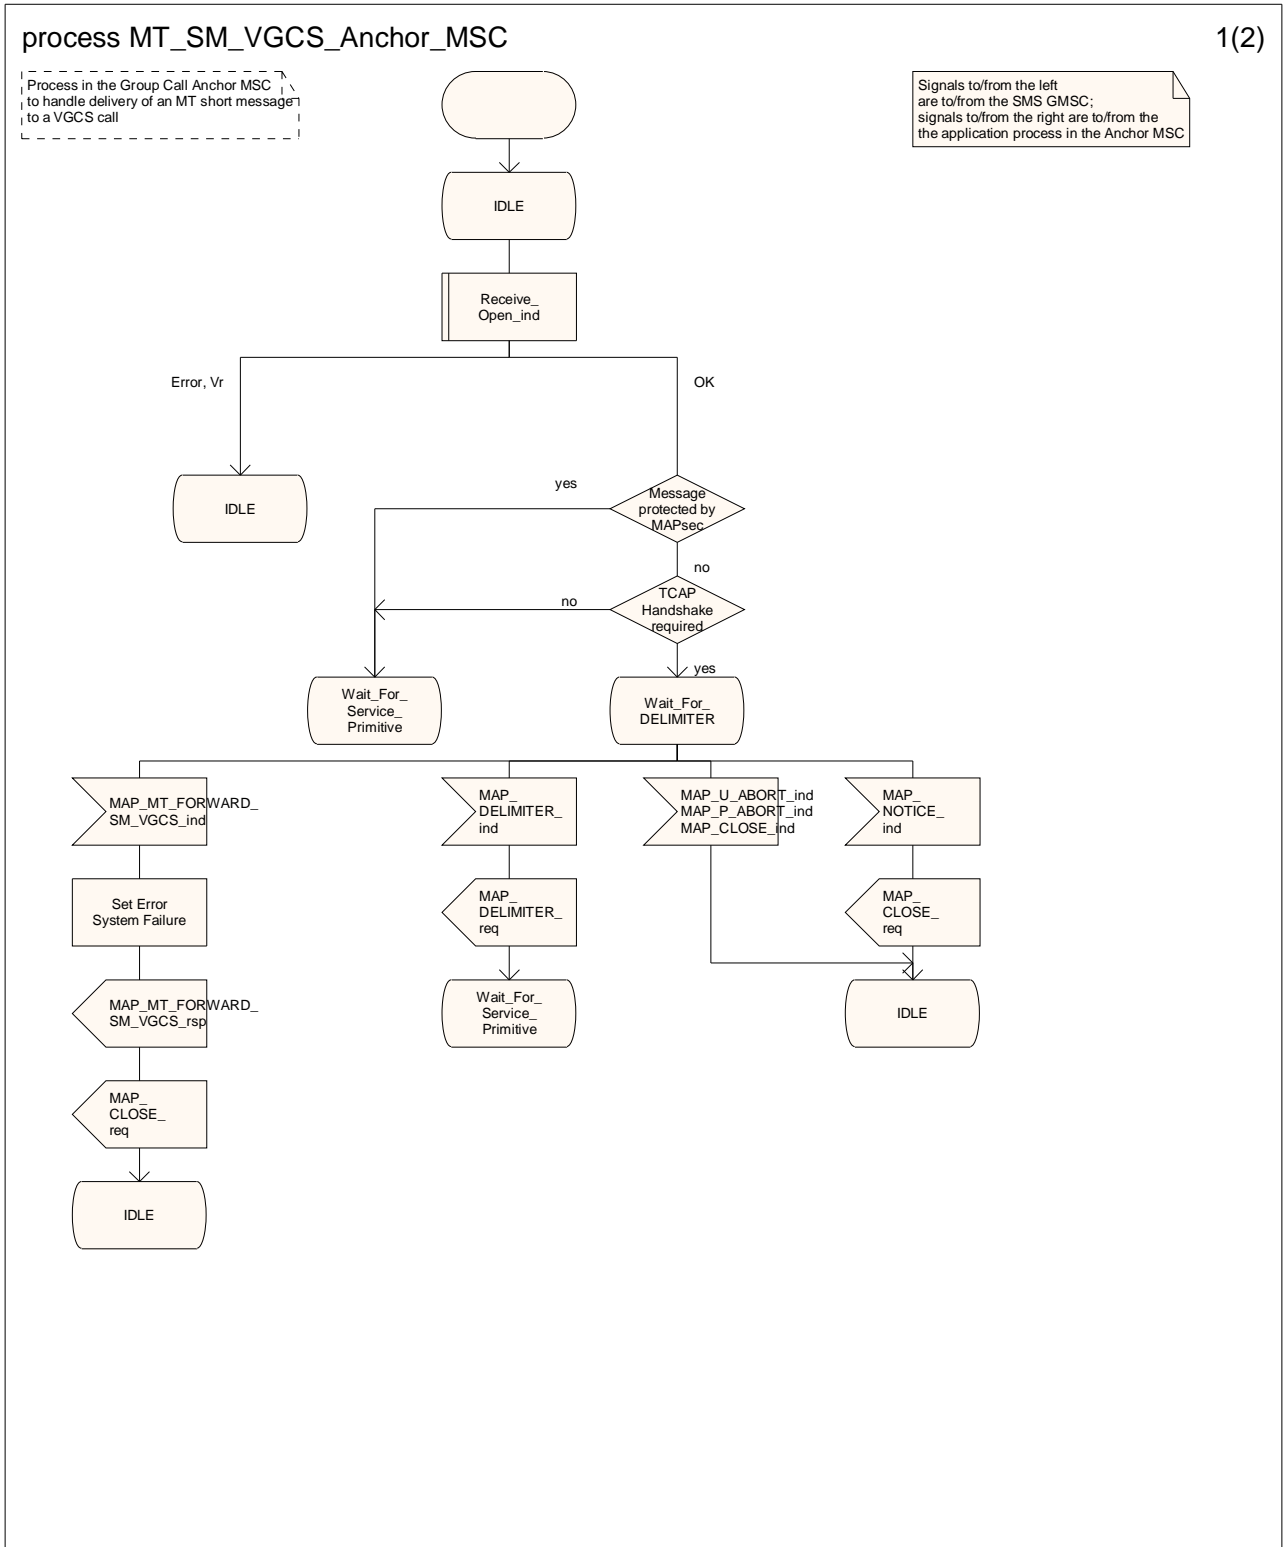 process MT_SM_VGCS_Anchor_MSC
1(2)
Process in the Group Call Anchor MSC
to handle delivery of an MT short message
to a VGCS call
Signals to/from the left
are to/from the SMS GMSC;
signals to/from the right are to/from the
the application process in the Anchor MSC
IDLE
Receive_
Open_ind
Error, Vr
OK
IDLE
yes
Message
protected by
MAPsec
no
no
TCAP
Handshake
required
yes
Wait_For_
Service_
Primitive
Wait_For_
DELIMITER
MAP_MT_FORWARD_
SM_VGCS_ind
MAP_
DELIMITER_
ind
MAP_U_ABORT_ind
MAP_P_ABORT_ind
MAP_CLOSE_ind
MAP_
NOTICE_
ind
Set Error
System Failure
MAP_
DELIMITER_
req
MAP_
CLOSE_
req
MAP_MT_FORWARD_
SM_VGCS_rsp
Wait_For_
Service_
Primitive
IDLE
MAP_
CLOSE_
req
IDLE